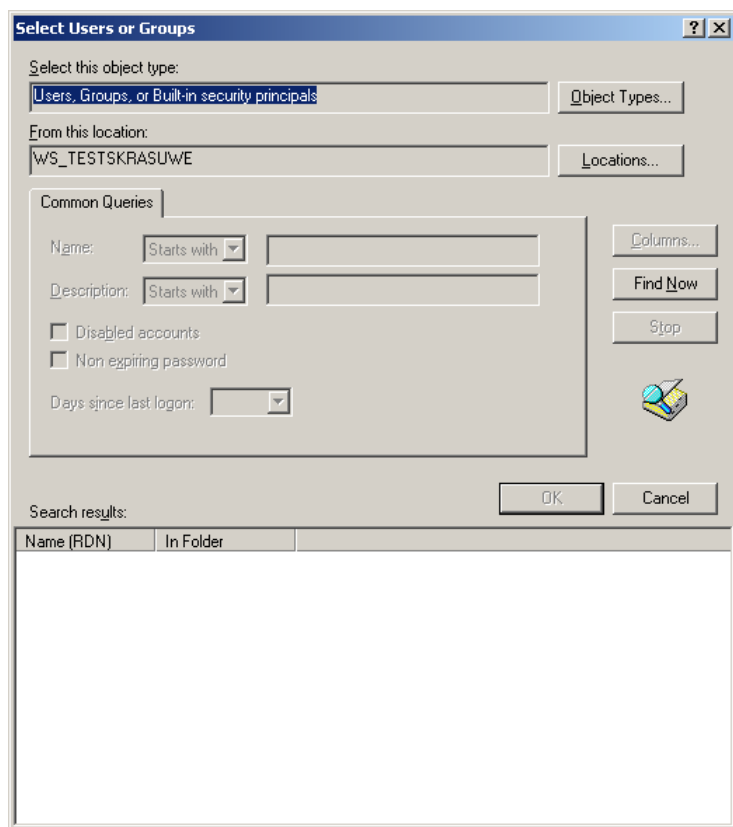 Select Users or Groups
Select this object type:
Users, Groups, or Built-in security principals
Object Types...
From this location:
WS_TESTSKRASUWE
Locations...
Common Queries
Name:
Starts with
Columns...
Description:
Starts with
Find Now
Disabled accounts
Stop
Non expiring password
Days since last logon:
OK
Cancel
Search results:
Name (RDN)
In Folder